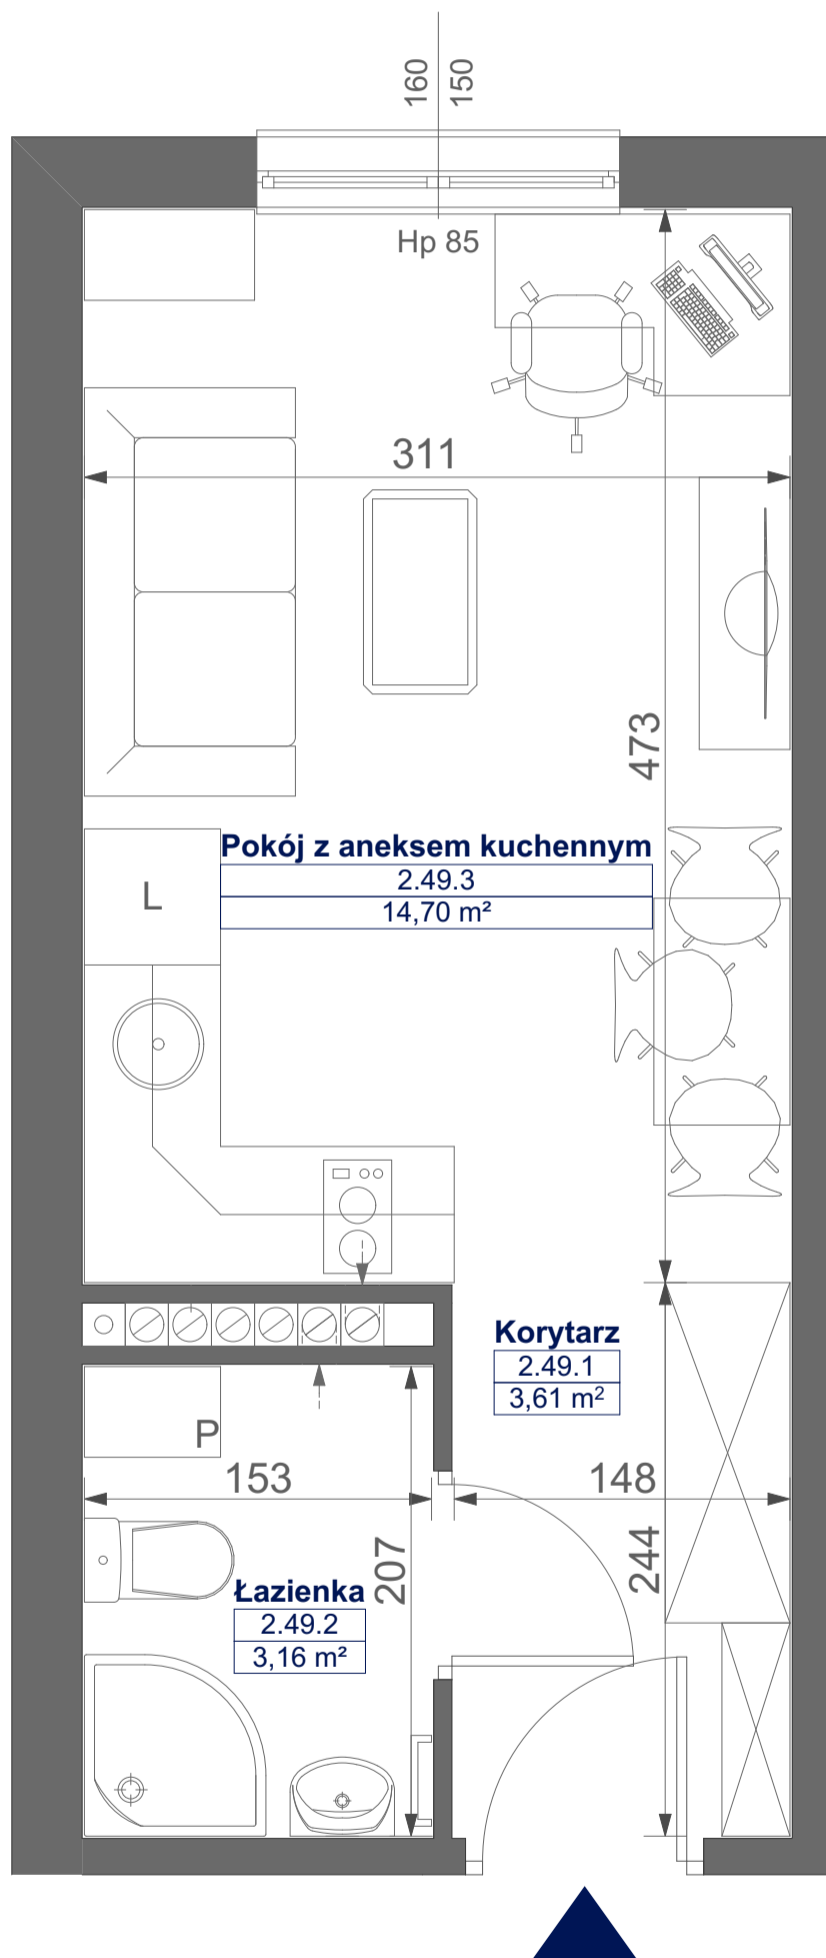 160
150
Hp 85
311
473
Pokój z aneksem kuchennym
2.49.3
14,70 m²
L
Korytarz
2.49.1
3,61 m²
P
153
148
207
244
Łazienka
2.49.2
3,16 m²